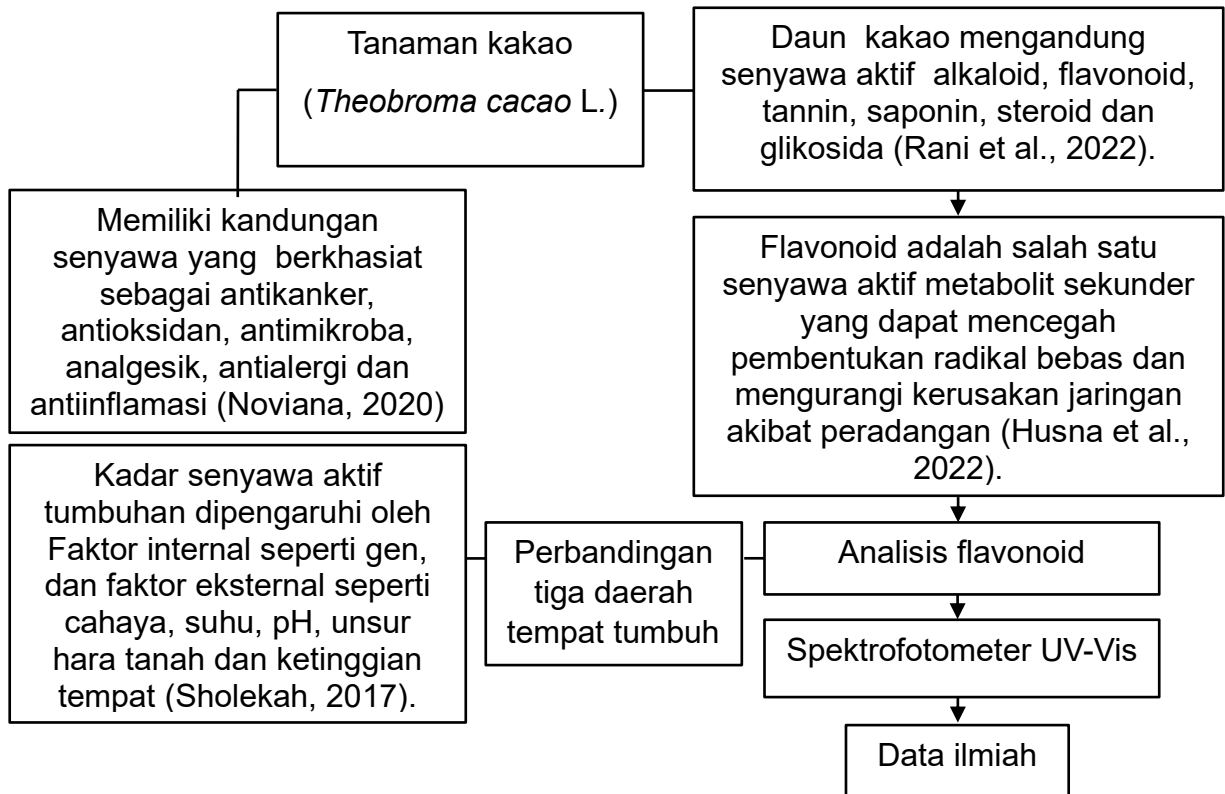 Tanaman kakao
(Theobroma cacao L.)
Daun kakao mengandung
senyawa aktif alkaloid, flavonoid,
tannin, saponin, steroid dan
glikosida (Rani et al., 2022).
Memiliki kandungan
senyawa yang berkhasiat
sebagai antikanker,
antioksidan, antimikroba,
analgesik, antialergi dan
antiinflamasi (Noviana, 2020)
Flavonoid adalah salah satu
senyawa aktif metabolit sekunder
yang dapat mencegah
pembentukan radikal bebas dan
mengurangi kerusakan jaringan
akibat peradangan (Husna et al.,
2022).
Kadar senyawa aktif
tumbuhan dipengaruhi oleh
Faktor internal seperti gen,
dan faktor eksternal seperti
cahaya, suhu, pH, unsur
hara tanah dan ketinggian
tempat (Sholekah, 2017).
Perbandingan
tiga daerah
tempat tumbuh
Analisis flavonoid
Spektrofotometer UV-Vis
Data ilmiah